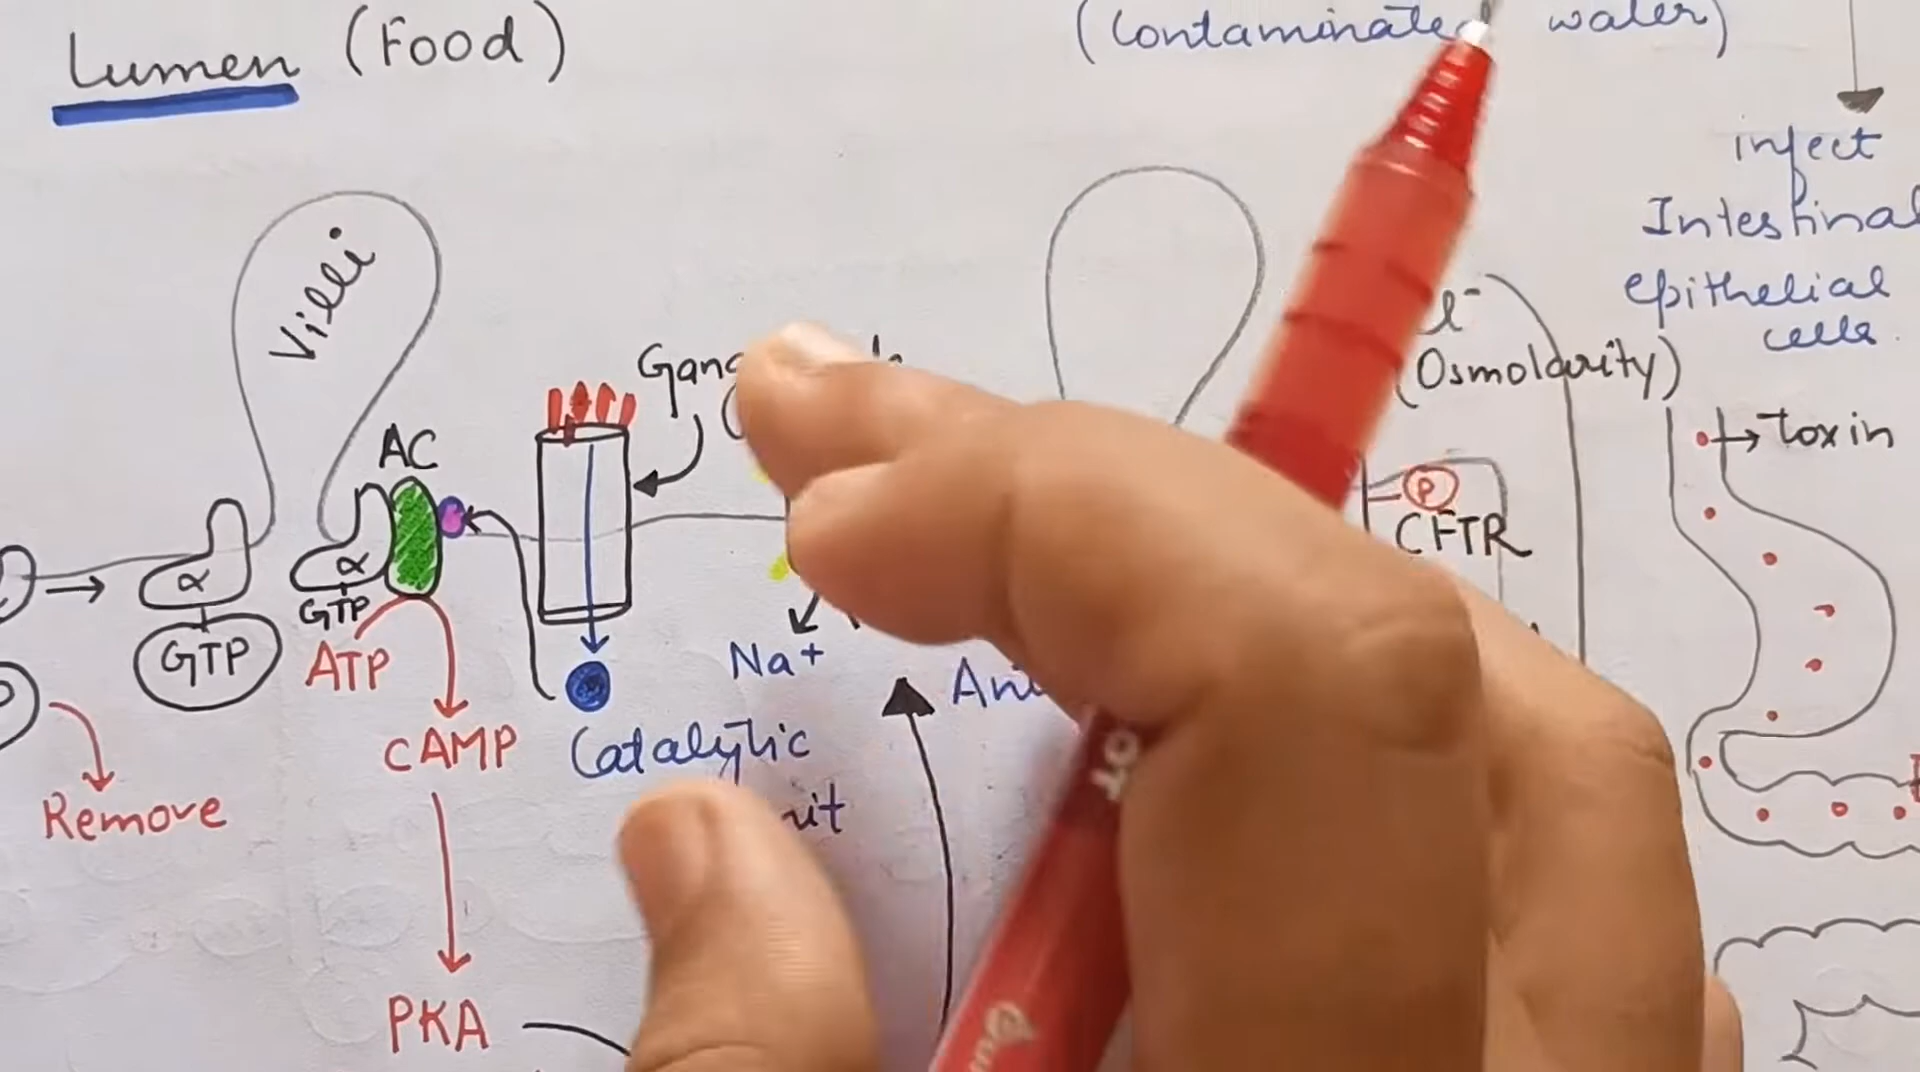 Lumen (Food)
(Contaminated water)
infect
Intestinal
epithelial
cells.
Villi
(Osmolarity)
toxin
AC
P
CFTR
α
GTP
α
GTP
ATP
Na+
cAMP
Catalytic
Remove
PKA